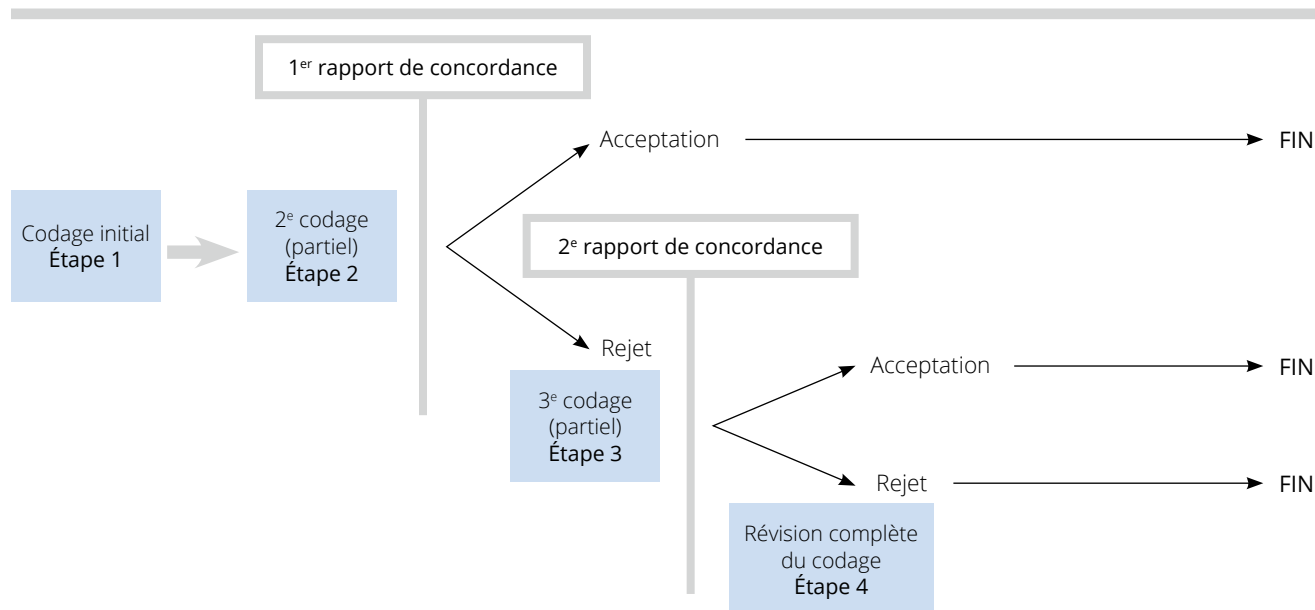 1er rapport de concordance
Acceptation
FIN
Codage initial
Étape 1
2e codage
(partiel)
Étape 2
2e rapport de concordance
Rejet
3e codage
(partiel)
Étape 3
Acceptation
FIN
Rejet
FIN
Révision complète
du codage
Étape 4